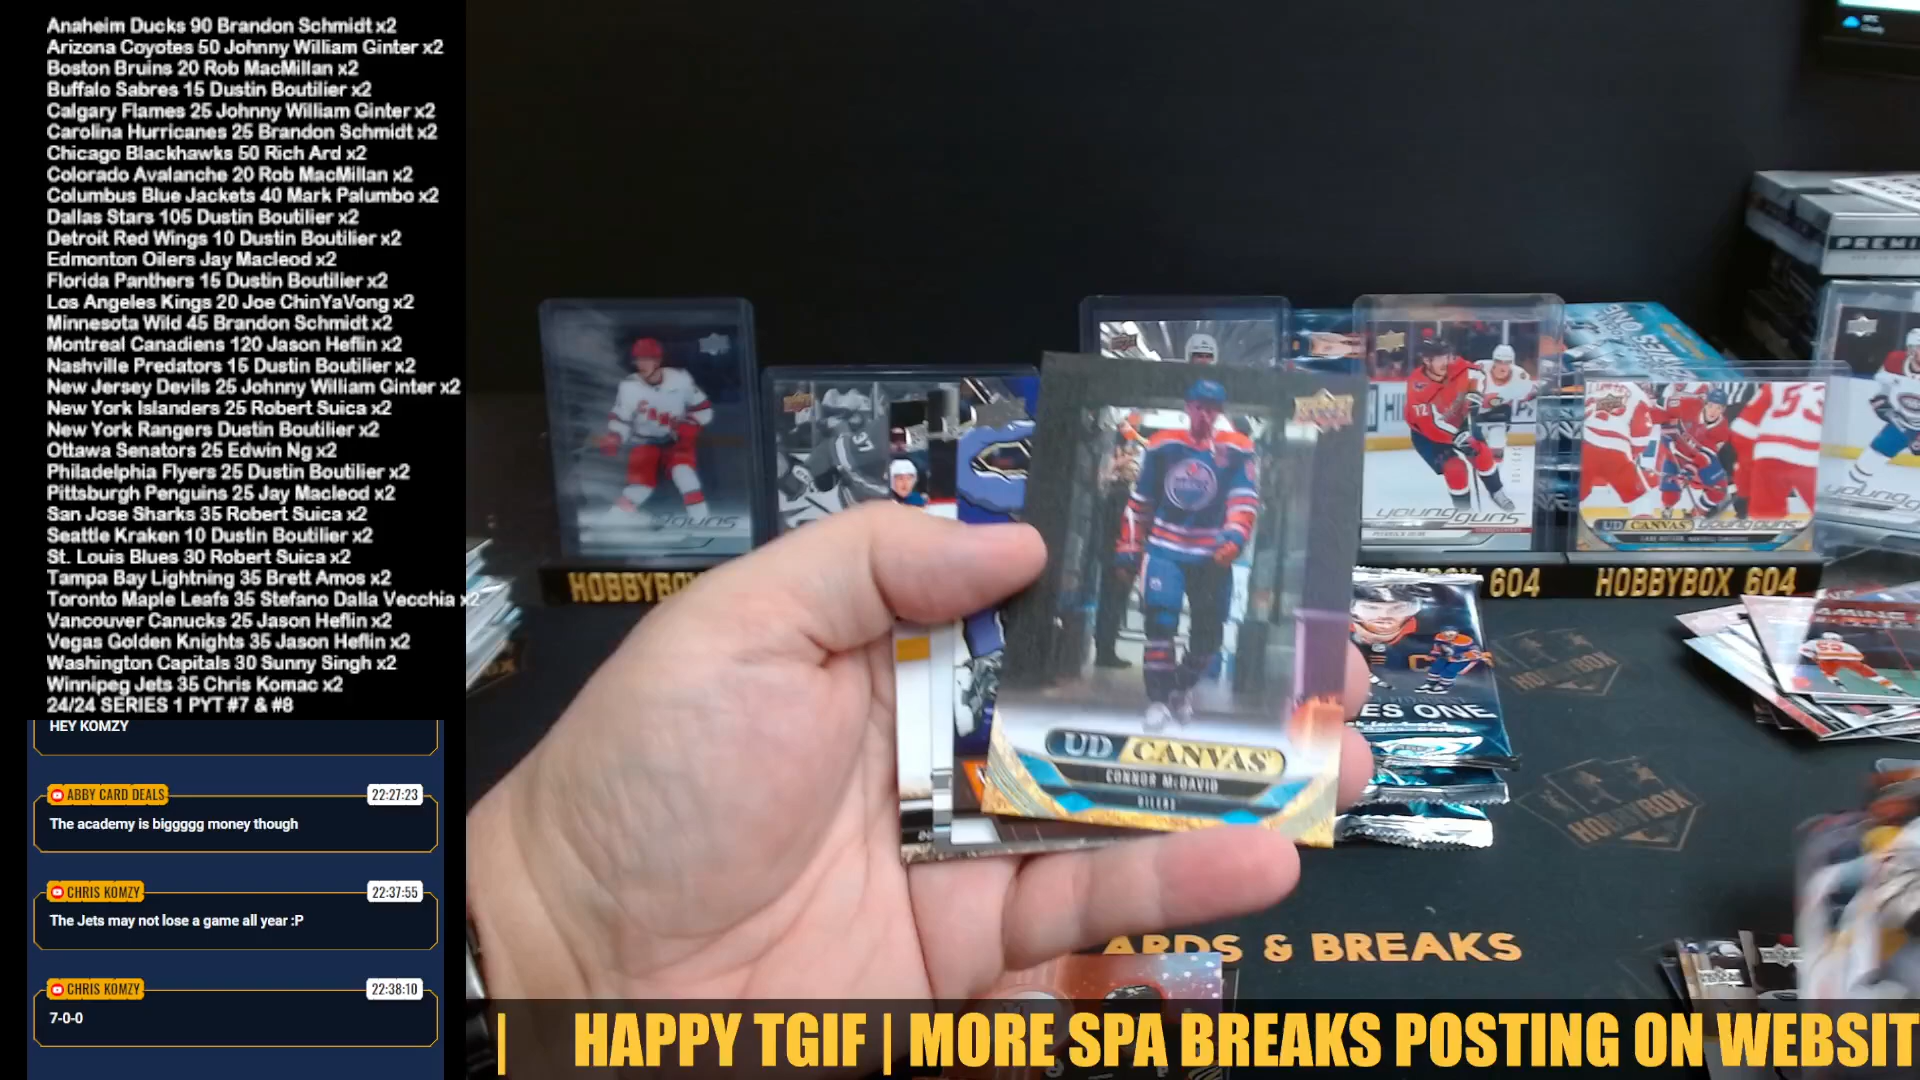 Anaheim Ducks 90 Brandon Schmidt x2
Arizona Coyotes 50 Johnny William Ginter x2
Boston Bruins 20 Rob MacMillan x2
Buffalo Sabres 15 Dustin Boutilier x2
Calgary Flames 25 Johnny William Ginter x2
Carolina Hurricanes 25 Brandon Schmidt x2
Chicago Blackhawks 50 Rich Ard x2
Colorado Avalanche 20 Rob MacMillan x2
Columbus Blue Jackets 40 Mark Palumbo x2
Dallas Stars 105 Dustin Boutilier x2
Detroit Red Wings 10 Dustin Boutilier x2
Edmonton Oilers Jay Macleod x2
Florida Panthers 15 Dustin Boutilier x2
Los Angeles Kings 20 Joe ChinYaVong x2
Minnesota Wild 45 Brandon Schmidt x2
Montreal Canadiens 120 Jason Heflin x2
Nashville Predators 15 Dustin Boutilier x2
New Jersey Devils 25 Johnny William Ginter x2
New York Islanders 25 Robert Suica x2
New York Rangers Dustin Boutilier x2
Ottawa Senators 25 Edwin Ng x2
Philadelphia Flyers 25 Dustin Boutilier x2
Pittsburgh Penguins 25 Jay Macleod x2
San Jose Sharks 35 Robert Suica x2
Seattle Kraken 10 Dustin Boutilier x2
St. Louis Blues 30 Robert Suica x2
Tampa Bay Lightning 35 Brett Amos x2
Toronto Maple Leafs 35 Stefano Dalla Vecchia x2
Vancouver Canucks 25 Jason Heflin x2
Vegas Golden Knights 35 Jason Heflin x2
Washington Capitals 30 Sunny Singh x2
Winnipeg Jets 35 Chris Komac x2
24/24 SERIES 1 PYT #7 & #8
HEY KOMZY
ABBY CARD DEALS 22:27:23
The academy is biggggg money though
CHRIS KOMZY 22:37:55
The Jets may not lose a game all year :P
CHRIS KOMZY 22:38:10
7-0-0
PREMI
young guns
UD CANVAS young guns
HOBBYBO
604
HOBBYBOX 604
ES ONE
UD CANVAS
CONNOR McDAVID
OILERS
HOBBYBOX
HOBBYBOX
ARDS & BREAKS
| HAPPY TGIF | MORE SPA BREAKS POSTING ON WEBSIT